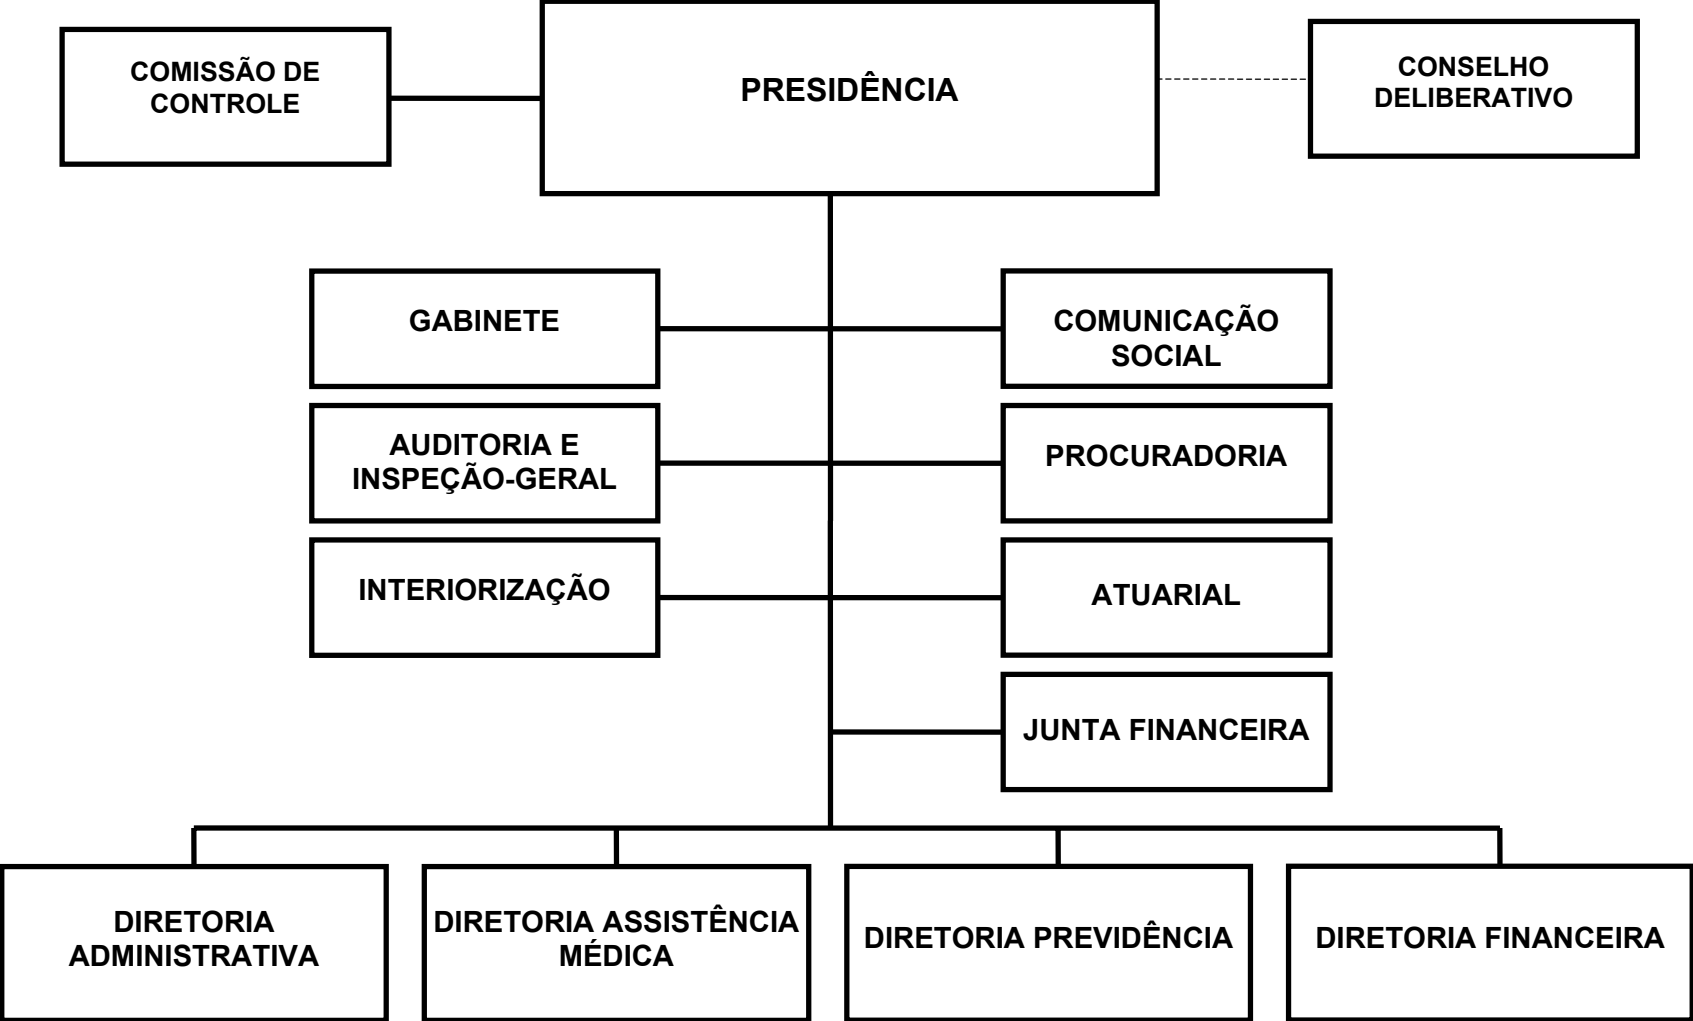 COMISSÃO DE
CONTROLE
PRESIDÊNCIA
CONSELHO
DELIBERATIVO
GABINETE
COMUNICAÇÃO
SOCIAL
AUDITORIA E
INSPEÇÃO-GERAL
PROCURADORIA
INTERIORIZAÇÃO
ATUARIAL
JUNTA FINANCEIRA
DIRETORIA
ADMINISTRATIVA
DIRETORIA ASSISTÊNCIA
MÉDICA
DIRETORIA PREVIDÊNCIA
DIRETORIA FINANCEIRA